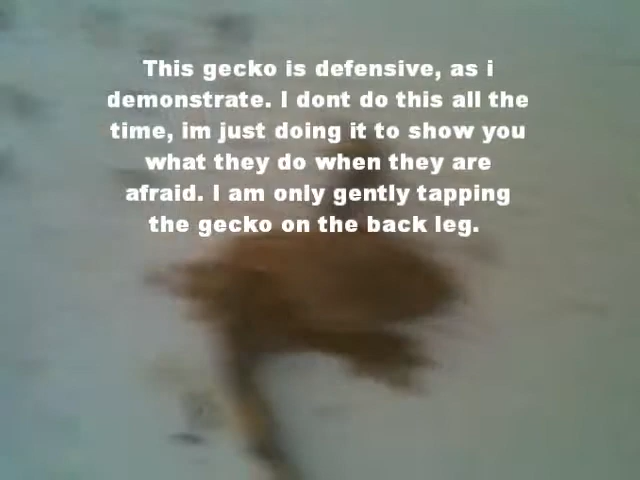 This gecko is defensive, as i
demonstrate. I dont do this all the
time, im just doing it to show you
what they do when they are
afraid. I am only gently tapping
the gecko on the back leg.